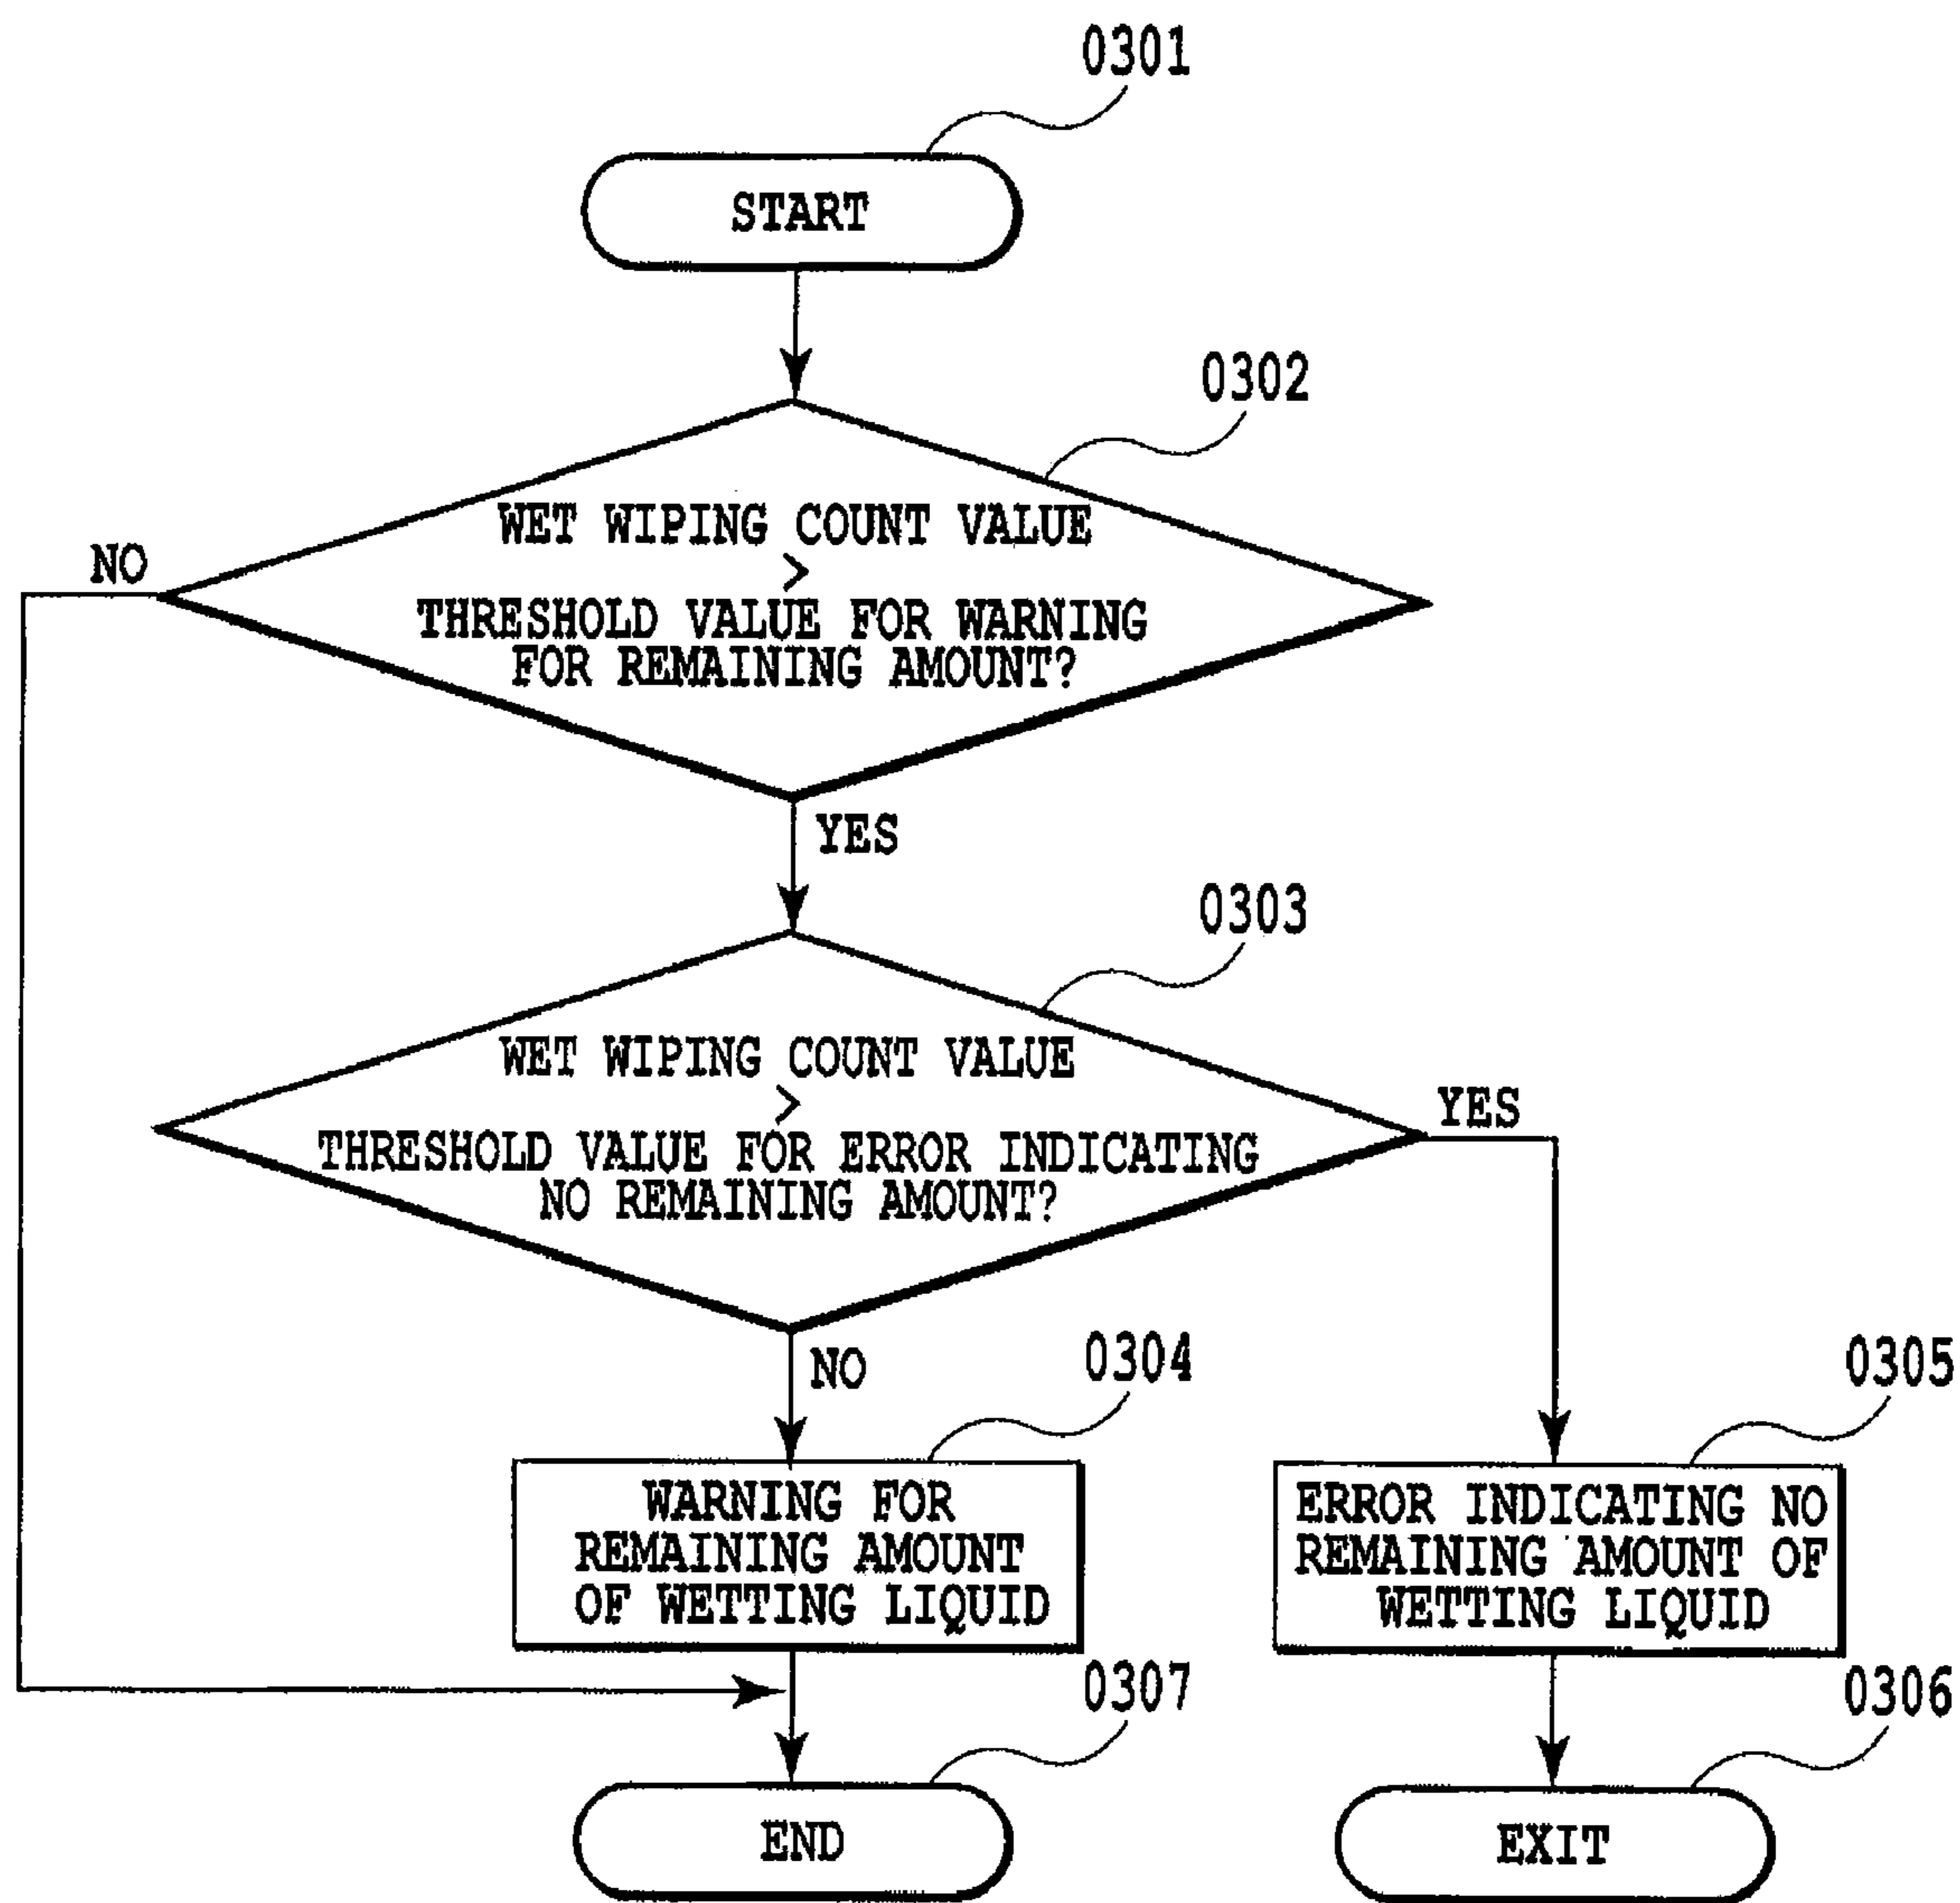 0301
START
0302
WET WIPING COUNT VALUE
>
THRESHOLD VALUE FOR WARNING
FOR REMAINING AMOUNT?
NO
YES
0303
WET WIPING COUNT VALUE
>
THRESHOLD VALUE FOR ERROR INDICATING
NO REMAINING AMOUNT?
YES
NO
0304
WARNING FOR
REMAINING AMOUNT
OF WETTING LIQUID
0305
ERROR INDICATING NO
REMAINING AMOUNT OF
WETTING LIQUID
0307
END
0306
EXIT